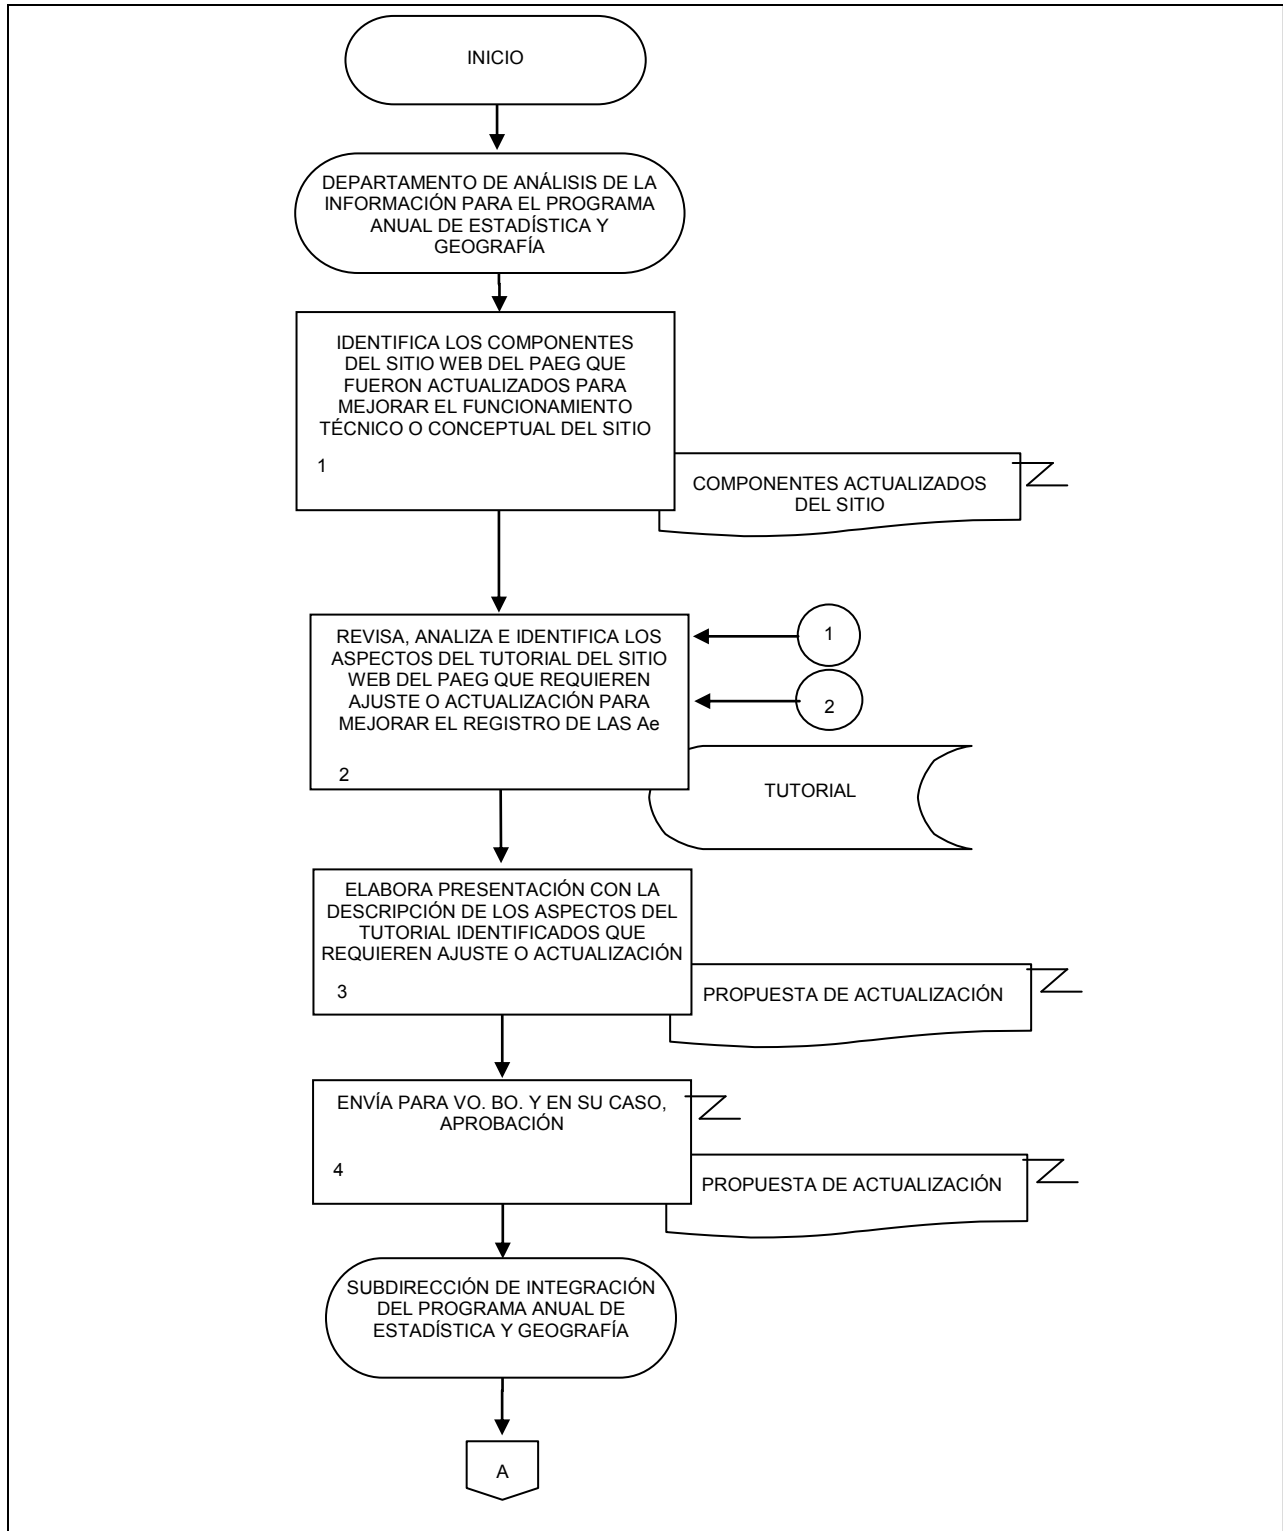 INICIO
DEPARTAMENTO DE ANÁLISIS DE LA
INFORMACIÓN PARA EL PROGRAMA
ANUAL DE ESTADÍSTICA Y
GEOGRAFÍA
IDENTIFICA LOS COMPONENTES
DEL SITIO WEB DEL PAEG QUE
FUERON ACTUALIZADOS PARA
MEJORAR EL FUNCIONAMIENTO
TÉCNICO O CONCEPTUAL DEL SITIO
1
COMPONENTES ACTUALIZADOS
DEL SITIO
REVISA, ANALIZA E IDENTIFICA LOS
ASPECTOS DEL TUTORIAL DEL SITIO
WEB DEL PAEG QUE REQUIEREN
AJUSTE O ACTUALIZACIÓN PARA
MEJORAR EL REGISTRO DE LAS Ae
2
1
2
TUTORIAL
ELABORA PRESENTACIÓN CON LA
DESCRIPCIÓN DE LOS ASPECTOS DEL
TUTORIAL IDENTIFICADOS QUE
REQUIEREN AJUSTE O ACTUALIZACIÓN
3
PROPUESTA DE ACTUALIZACIÓN
ENVÍA PARA VO. BO. Y EN SU CASO,
APROBACIÓN
4
PROPUESTA DE ACTUALIZACIÓN
SUBDIRECCIÓN DE INTEGRACIÓN
DEL PROGRAMA ANUAL DE
ESTADÍSTICA Y GEOGRAFÍA
A